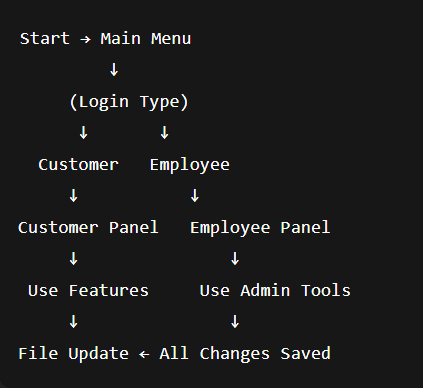 Start → Main Menu
↓
(Login Type)
↓ ↓
Customer Employee
↓ ↓
Customer Panel Employee Panel
↓ ↓
Use Features Use Admin Tools
↓ ↓
File Update ← All Changes Saved